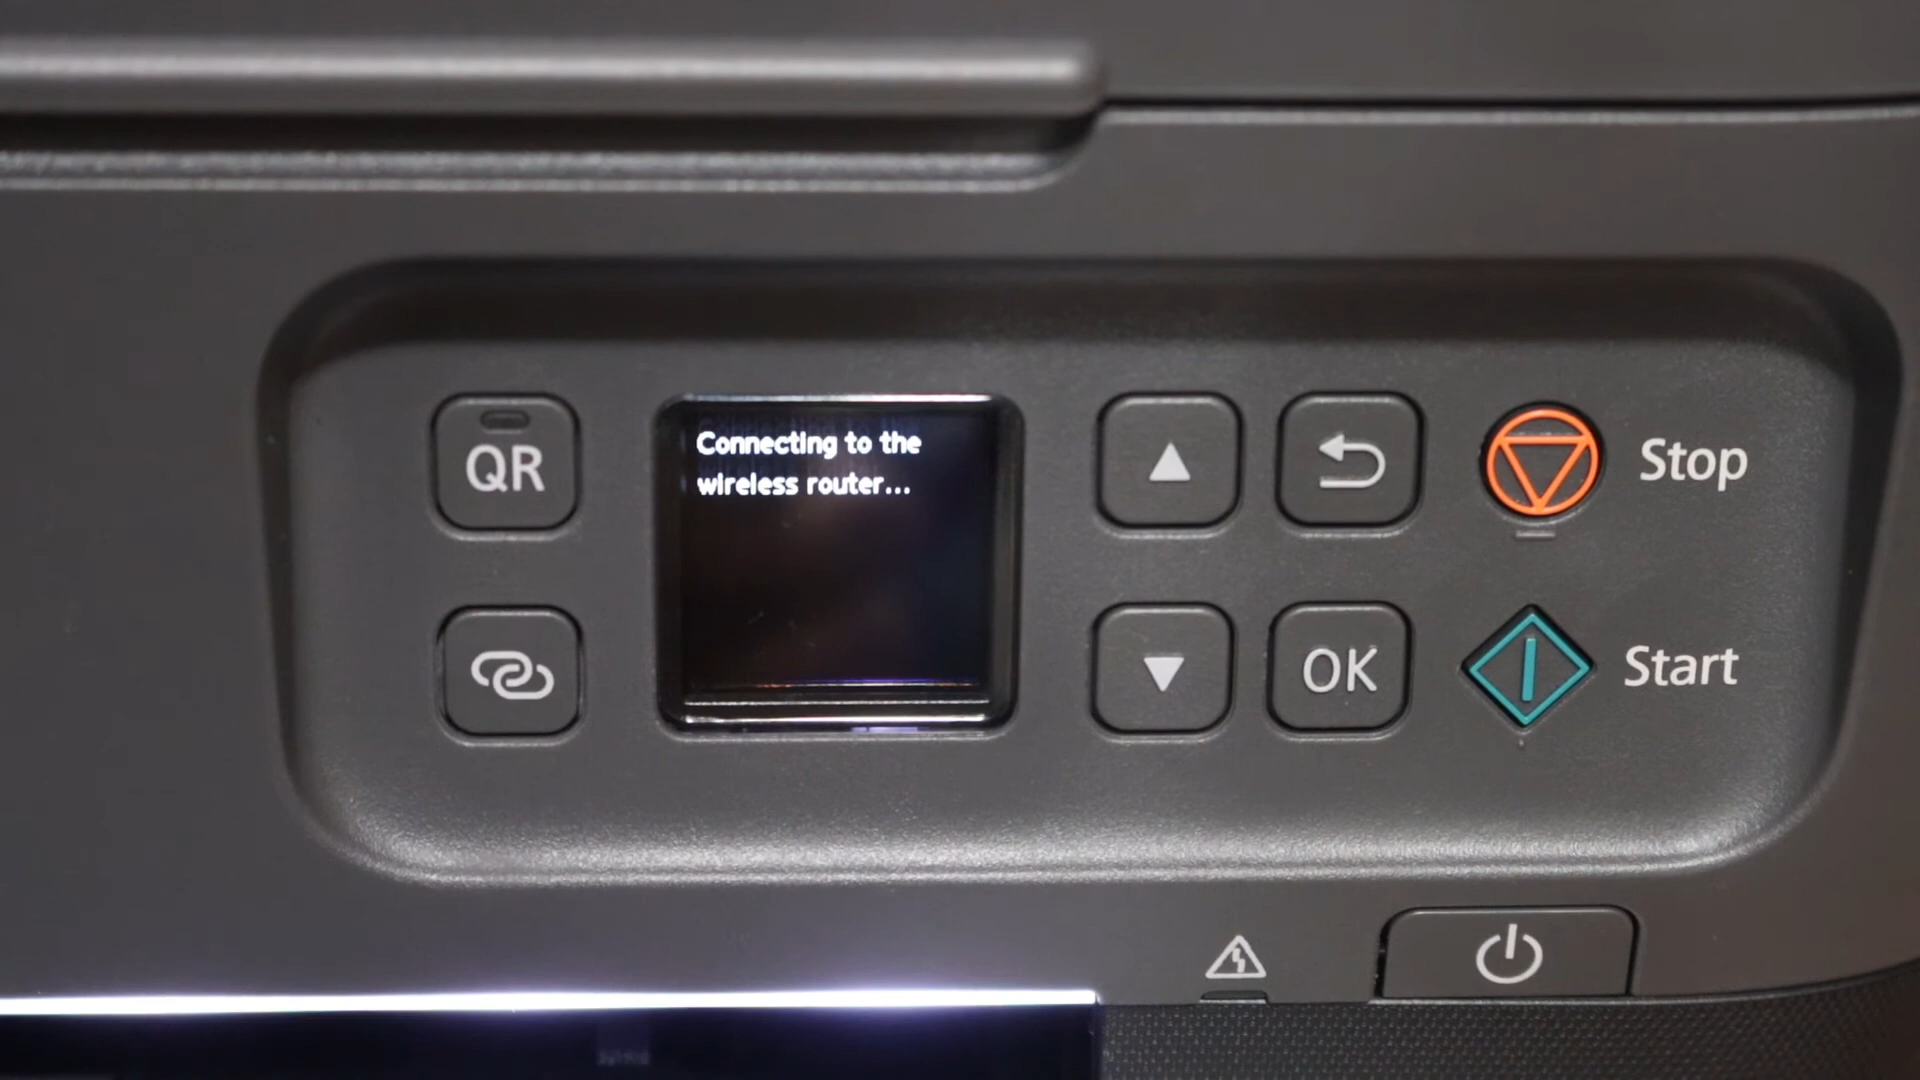 QR
Connecting to the
wireless router...
Stop
OK
Start